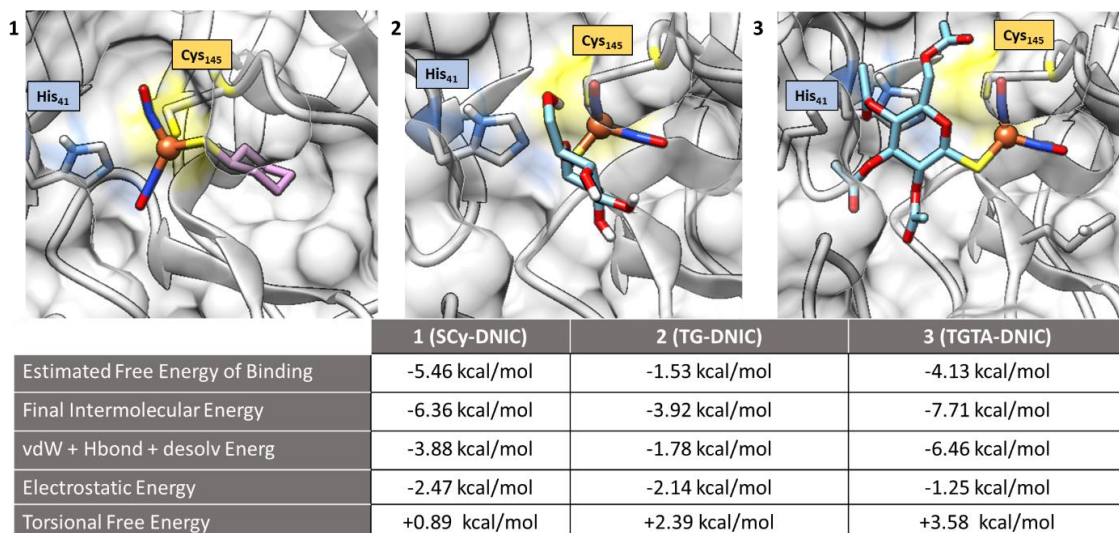 1
Cys145
His41
2
Cys145
His41
3
Cys145
His41
1 (SCy-DNIC) 2 (TG-DNIC) 3 (TGTA-DNIC)
Estimated Free Energy of Binding -5.46 kcal/mol -1.53 kcal/mol -4.13 kcal/mol
Final Intermolecular Energy -6.36 kcal/mol -3.92 kcal/mol -7.71 kcal/mol
vdW + Hbond + desolv Energ -3.88 kcal/mol -1.78 kcal/mol -6.46 kcal/mol
Electrostatic Energy -2.47 kcal/mol -2.14 kcal/mol -1.25 kcal/mol
Torsional Free Energy +0.89 kcal/mol +2.39 kcal/mol +3.58 kcal/mol